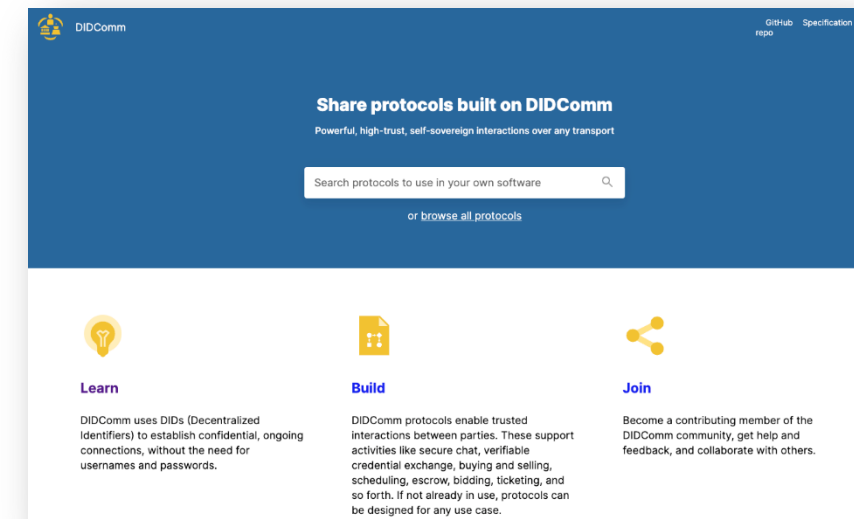 DIDComm
GitHub repo
Specification
Share protocols built on DIDComm
Powerful, high-trust, self-sovereign interactions over any transport
Search protocols to use in your own software
or browse all protocols
Learn
DIDComm uses DIDs (Decentralized
Identifiers) to establish confidential, ongoing
connections, without the need for
usernames and passwords.
Build
DIDComm protocols enable trusted
interactions between parties. These support
activities like secure chat, verifiable
credential exchange, buying and selling,
scheduling, escrow, bidding, ticketing, and
so forth. If not already in use, protocols can
be designed for any use case.
Join
Become a contributing member of the
DIDComm community, get help and
feedback, and collaborate with others.